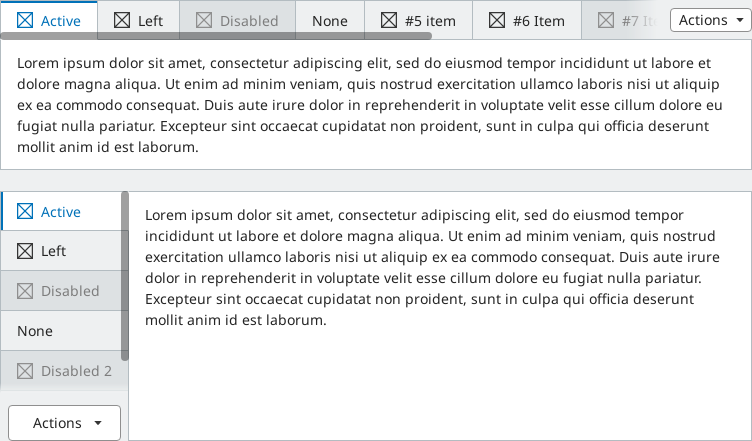 Active Left Disabled None #5 item #6 Item #7 Actions
Lorem ipsum dolor sit amet, consectetur adipiscing elit, sed do eiusmod tempor incididunt ut labore et
dolore magna aliqua. Ut enim ad minim veniam, quis nostrud exercitation ullamco laboris nisi ut aliquip
ex ea commodo consequat. Duis aute irure dolor in reprehenderit in voluptate velit esse cillum dolore eu
fugiat nulla pariatur. Excepteur sint occaecat cupidatat non proident, sunt in culpa qui officia deserunt
mollit anim id est laborum.
Active
Left
Disabled
None
Disabled 2
Actions
Lorem ipsum dolor sit amet, consectetur adipiscing elit, sed do eiusmod tempor
incididunt ut labore et dolore magna aliqua. Ut enim ad minim veniam, quis nostrud
exercitation ullamco laboris nisi ut aliquip ex ea commodo consequat. Duis aute irure
dolor in reprehenderit in voluptate velit esse cillum dolore eu fugiat nulla pariatur.
Excepteur sint occaecat cupidatat non proident, sunt in culpa qui officia deserunt
mollit anim id est laborum.